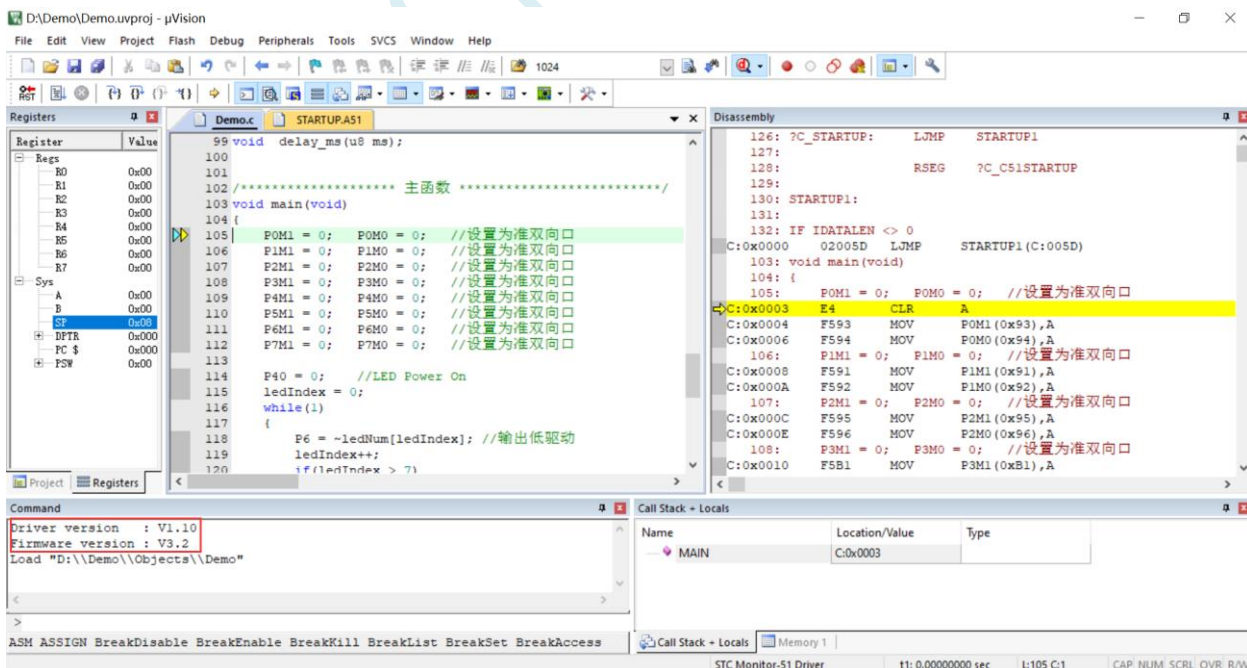 D:\Demo\Demo.uvproj - µVision
File Edit View Project Flash Debug Peripherals Tools SVCS Window Help
1024
RST
Registers
Register Value
Regs
R0 0x00
R1 0x00
R2 0x00
R3 0x00
R4 0x00
R5 0x00
R6 0x00
R7 0x00
Sys
A 0x00
B 0x00
SP 0x08
DPTR 0x000
PC $ 0x000
PSW 0x00
Project Registers
Demo.c STARTUP.A51
99 void delay_ms(u8 ms);
100
101
102 /******************** 主函数 **************************/
103 void main(void)
104 {
105 P0M1 = 0; P0M0 = 0; //设置为准双向口
106 P1M1 = 0; P1M0 = 0; //设置为准双向口
107 P2M1 = 0; P2M0 = 0; //设置为准双向口
108 P3M1 = 0; P3M0 = 0; //设置为准双向口
109 P4M1 = 0; P4M0 = 0; //设置为准双向口
110 P5M1 = 0; P5M0 = 0; //设置为准双向口
111 P6M1 = 0; P6M0 = 0; //设置为准双向口
112 P7M1 = 0; P7M0 = 0; //设置为准双向口
113
114 P40 = 0; //LED Power On
115 ledIndex = 0;
116 while(1)
117 {
118 P6 = ~ledNum[ledIndex]; //输出低驱动
119 ledIndex++;
120 if(ledIndex > 7)
Disassembly
126: ?C_STARTUP: LJMP STARTUP1
127:
128: RSEG ?C_C51STARTUP
129:
130: STARTUP1:
131:
132: IF IDATALEN <> 0
C:0x0000 02005D LJMP STARTUP1(C:005D)
103: void main(void)
104: {
105: P0M1 = 0; P0M0 = 0; //设置为准双向口
C:0x0003 E4 CLR A
C:0x0004 F593 MOV P0M1(0x93),A
C:0x0006 F594 MOV P0M0(0x94),A
106: P1M1 = 0; P1M0 = 0; //设置为准双向口
C:0x0008 F591 MOV P1M1(0x91),A
C:0x000A F592 MOV P1M0(0x92),A
107: P2M1 = 0; P2M0 = 0; //设置为准双向口
C:0x000C F595 MOV P2M1(0x95),A
C:0x000E F596 MOV P2M0(0x96),A
108: P3M1 = 0; P3M0 = 0; //设置为准双向口
C:0x0010 F5B1 MOV P3M1(0xB1),A
Command
Driver version : V1.10
Firmware version : V3.2
Load "D:\\Demo\\Objects\\Demo"
>
ASM ASSIGN BreakDisable BreakEnable BreakKill BreakList BreakSet BreakAccess
Call Stack + Locals
Name Location/Value Type
MAIN C:0x0003
Call Stack + Locals Memory 1
STC Monitor-51 Driver t1: 0.00000000 sec L:105 C:1 CAP NUM SCRL OVR R/W